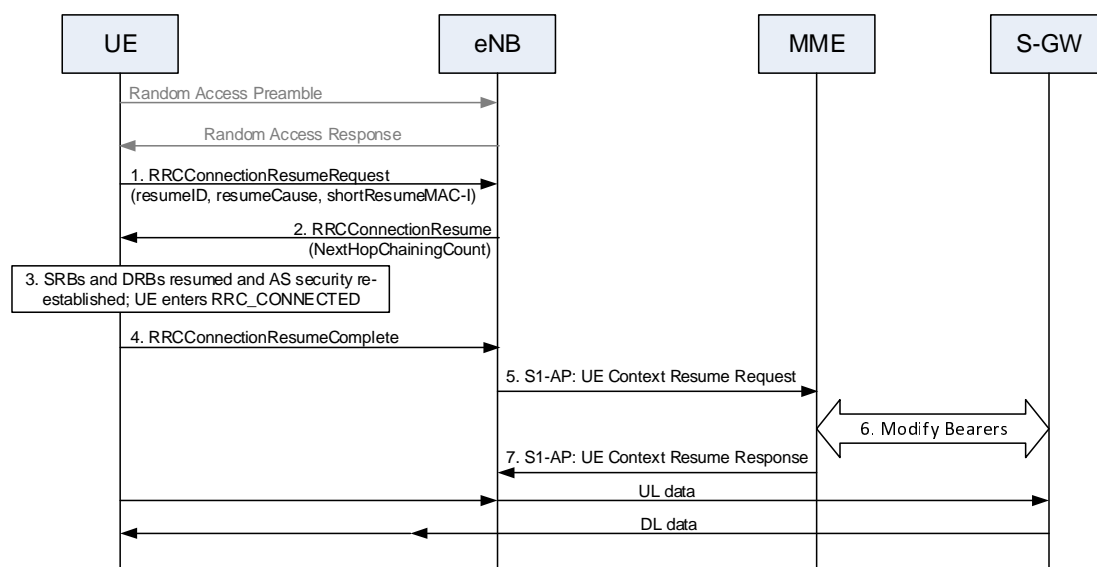 UE
eNB
MME
S-GW
Random Access Preamble
Random Access Response
1. RRCConnectionResumeRequest
(resumeID, resumeCause, shortResumeMAC-I)
2. RRCConnectionResume
(NextHopChainingCount)
3. SRBs and DRBs resumed and AS security re-
established; UE enters RRC_CONNECTED
4. RRCConnectionResumeComplete
5. S1-AP: UE Context Resume Request
6. Modify Bearers
7. S1-AP: UE Context Resume Response
UL data
DL data